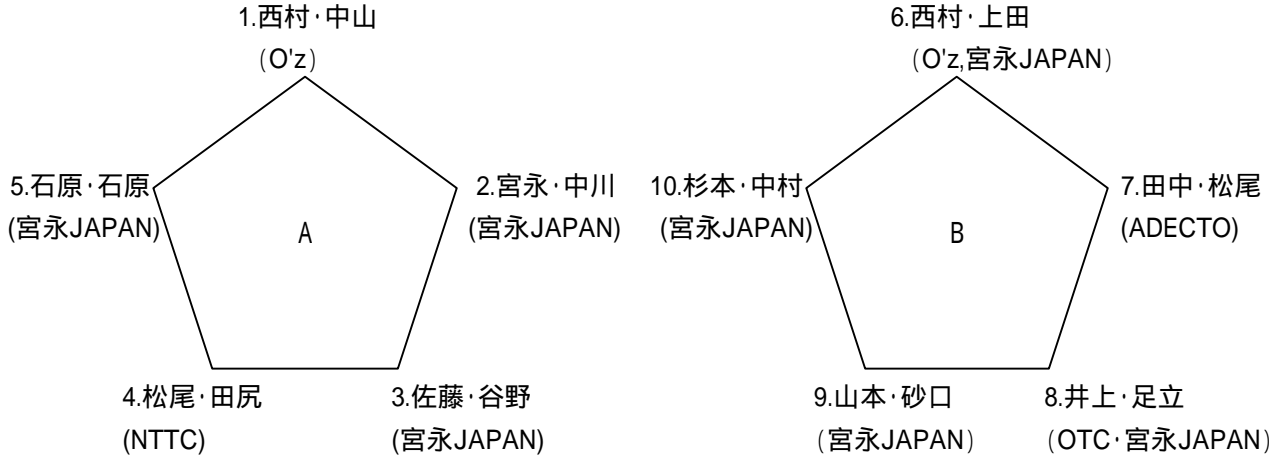 1.西村・中山
(O'z)
5.石原・石原
(宮永JAPAN)
2.宮永・中川
(宮永JAPAN)
A
4.松尾・田尻
(NTTC)
3.佐藤・谷野
(宮永JAPAN)
6.西村・上田
(O'z,宮永JAPAN)
10.杉本・中村
(宮永JAPAN)
7.田中・松尾
(ADECTO)
B
9.山本・砂口
(宮永JAPAN)
8.井上・足立
(OTC・宮永JAPAN)